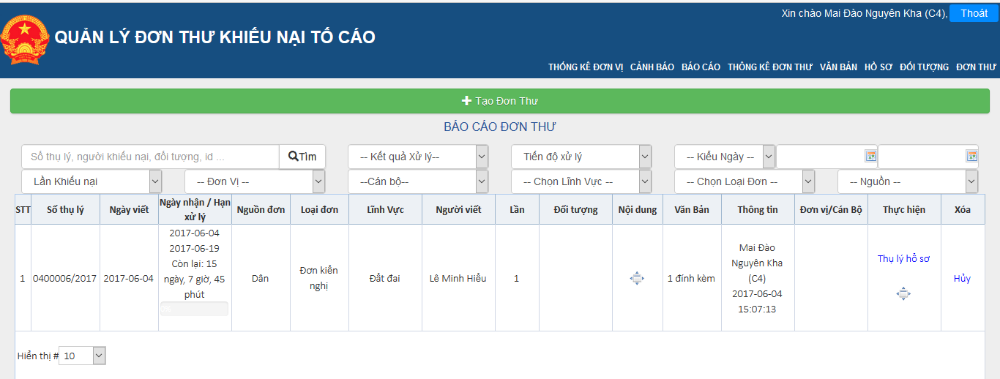 Xin chào Mai Đào Nguyên Kha (C4), Thoát
QUẢN LÝ ĐƠN THƯ KHIẾU NẠI TỐ CÁO
THỐNG KÊ ĐƠN VỊ CẢNH BÁO BÁO CÁO THỐNG KÊ ĐƠN THƯ VĂN BẢN HỒ SƠ ĐỐI TƯỢNG ĐƠN THƯ
Tạo Đơn Thư
BÁO CÁO ĐƠN THƯ
Số thụ lý, người khiếu nại, đối tượng, id ... Tìm -- Kết quả Xử lý-- Tiến độ xử lý -- Kiểu Ngày --
Lần Khiếu nại -- Đơn Vị -- --Cán bộ-- -- Chọn Lĩnh Vực -- -- Chọn Loại Đơn -- -- Nguồn --
STT Số thụ lý Ngày viết Ngày nhận / Hạn xử lý Nguồn đơn Loại đơn Lĩnh Vực Người viết Lần Đối tượng Nội dung Văn Bản Thông tin Đơn vị/Cán Bộ Thực hiện Xóa
1 0400006/2017 2017-06-04 2017-06-04 2017-06-19 Còn lại: 15 ngày, 7 giờ, 45 phút Dân Đơn kiến nghị Đất đai Lê Minh Hiếu 1 1 đính kèm Mai Đào Nguyên Kha (C4) 2017-06-04 15:07:13 Thụ lý hồ sơ Hủy
Hiển thị # 10